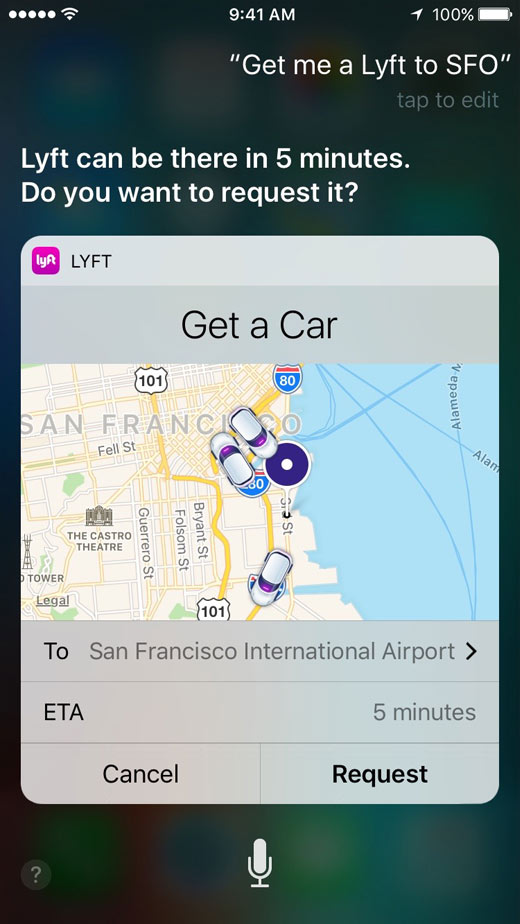 9:41 AM
100%
“Get me a Lyft to SFO”
tap to edit
Lyft can be there in 5 minutes.
Do you want to request it?
lyft LYFT
Get a Car
101
80
SAN FRANCISCO
Alameda-
Fell St
Alam
80
THE CASTRO
THEATRE
Guerrero St
Folsom St
Bryant St
St
O TOWER
Legal
101
To San Francisco International Airport
ETA 5 minutes
Cancel Request
?